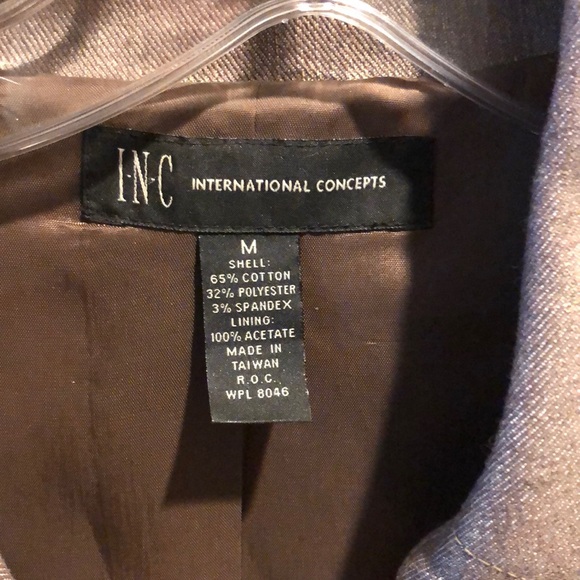 I·N·C INTERNATIONAL CONCEPTS
M
SHELL:
65% COTTON
32% POLYESTER
3% SPANDEX
LINING:
100% ACETATE
MADE IN
TAIWAN
R.O.C.
WPL 8046